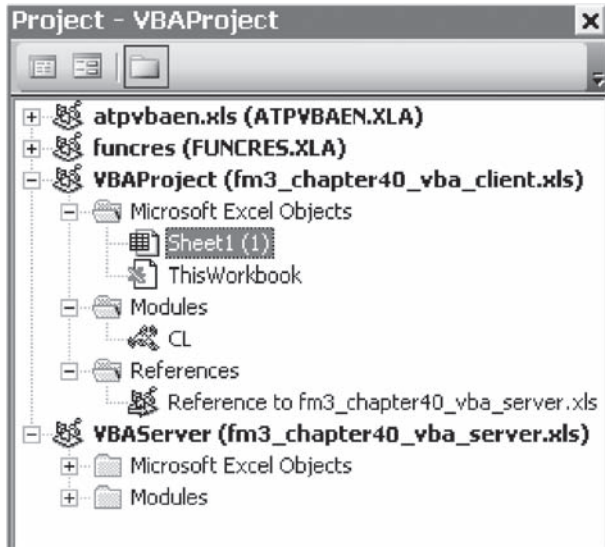 Project - VBAProject
atpvbaen.xls (ATPVBAEN.XLA)
funcres (FUNCRES.XLA)
VBAProject (fm3_chapter40_vba_client.xls)
Microsoft Excel Objects
Sheet1 (1)
ThisWorkbook
Modules
CL
References
Reference to fm3_chapter40_vba_server.xls
VBAServer (fm3_chapter40_vba_server.xls)
Microsoft Excel Objects
Modules